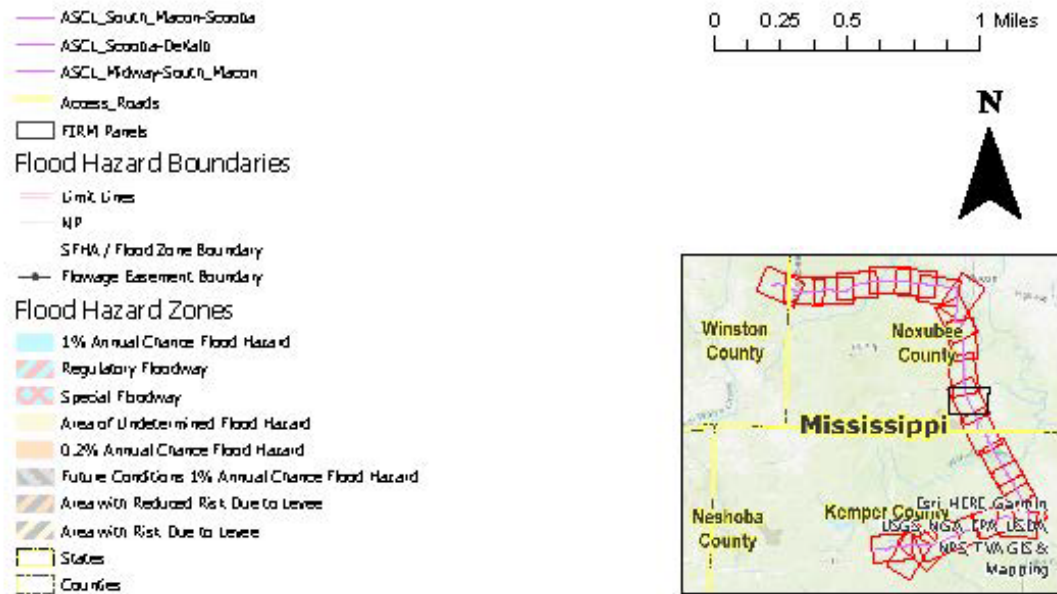 ASCL_South_Macon-Scooba
ASCL_Scooba-DeKalb
ASCL_Midway-South_Macon
Access_Roads
FIRM Panels
Flood Hazard Boundaries
Limit Lines
NP
SFHA / Flood Zone Boundary
Flowage Easement Boundary
Flood Hazard Zones
1% Annual Chance Flood Hazard
Regulatory Floodway
Special Floodway
Area of Undetermined Flood Hazard
0.2% Annual Chance Flood Hazard
Future Conditions 1% Annual Chance Flood Hazard
Area with Reduced Risk Due to Levee
Area with Risk Due to Levee
States
Counties
0 0.25 0.5 1 Miles
N
Winston
County
Noxubee
County
Mississippi
Neshoba
County
Kemper County
Esri, HERE, Garmin
USGS, NGA, EPA, USDA
NPS, TVA GIS &
Mapping